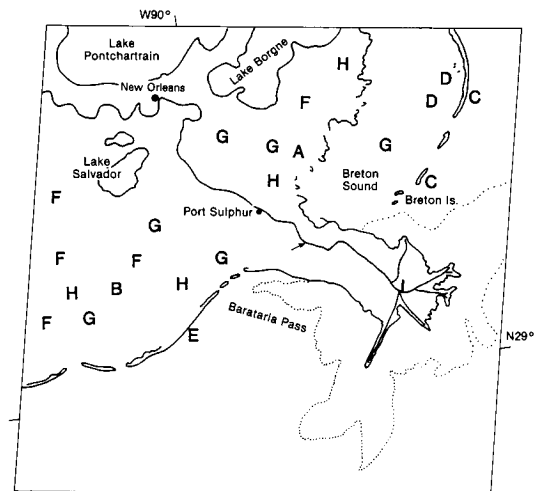 W90°
Lake
Pontchartrain
New Orleans
Lake Borgne
H
F
D
D
C
G
G
A
G
H
Breton
Sound
C
Breton Is.
Lake
Salvador
F
Port Sulphur
G
F
F
G
H
B
H
F
G
E
Barataria Pass
N29°